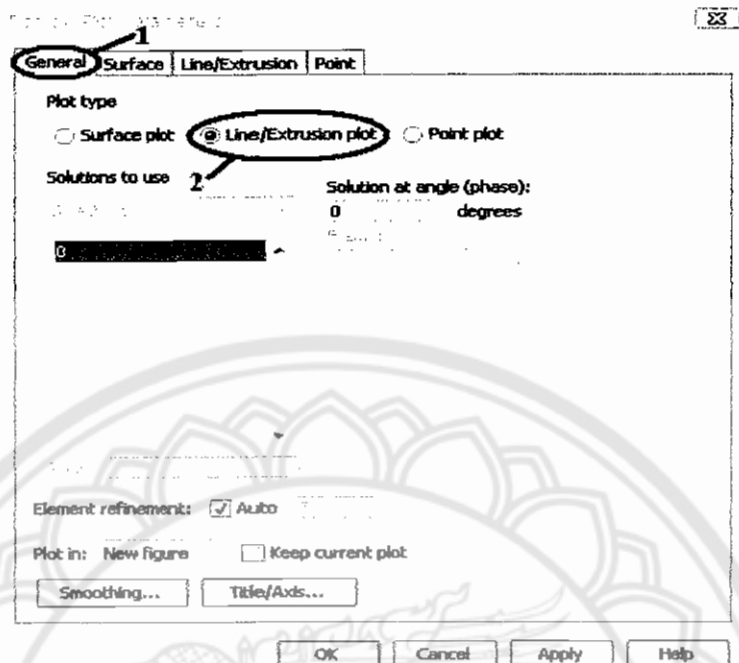 1
General Surface Line/Extrusion Point
Plot type
Surface plot Line/Extrusion plot Point plot
2
Solutions to use Solution at angle (phase):
0 degrees
0
Element refinement: Auto
Plot in: New figure Keep current plot
Smoothing... Title/Axis...
OK Cancel Apply Help